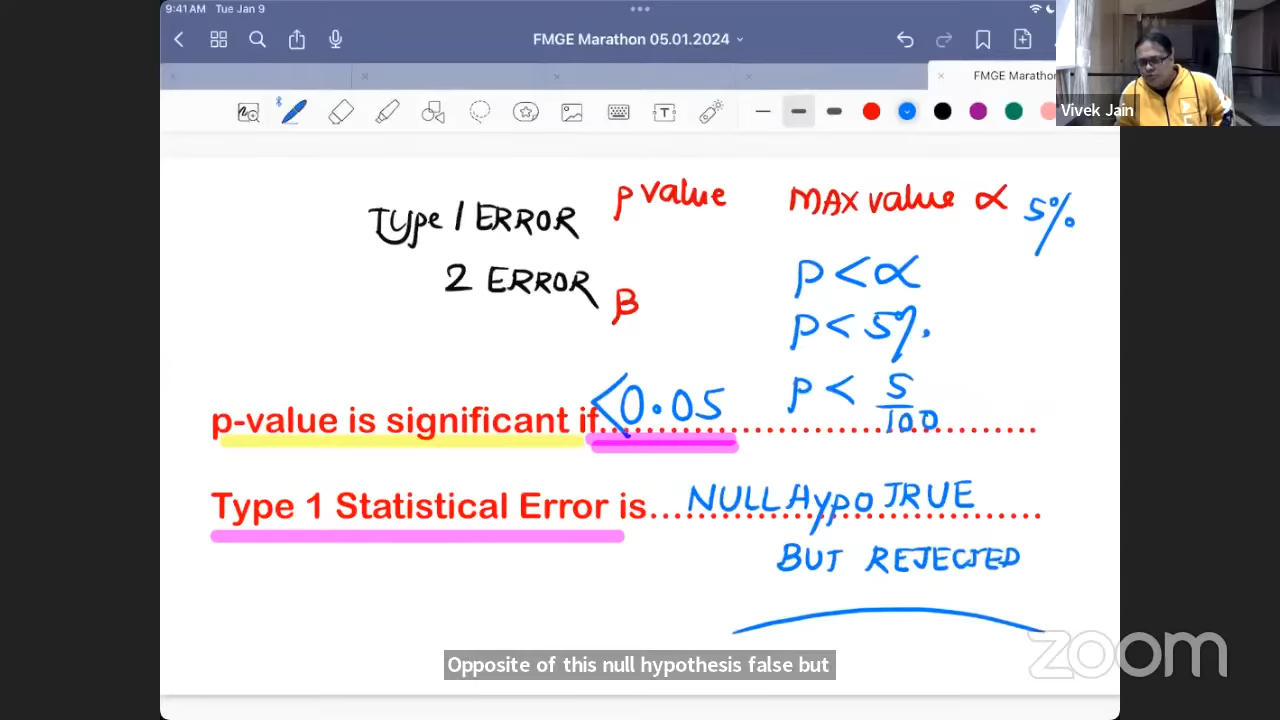 9:41 AM Tue Jan 9
FMGE Marathon 05.01.2024
FMGE Marathon
Vivek Jain
Type 1 ERROR p value MAX value α 5%
2 ERROR β p < α
p < 5%.
p < 5/100
p-value is significant if <0.05
Type 1 Statistical Error is... NULL Hypo TRUE
BUT REJECTED
Opposite of this null hypothesis false but
zoom